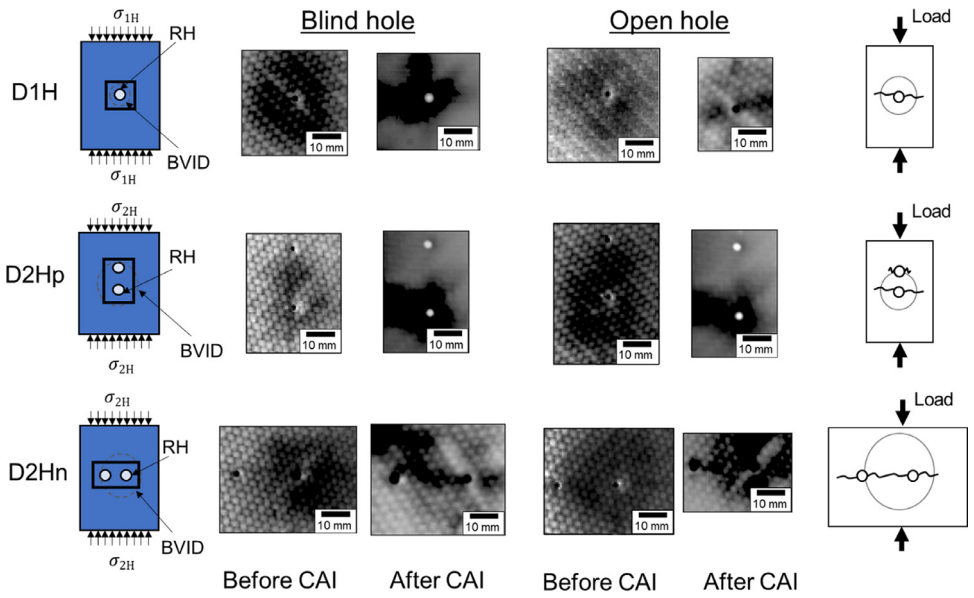 Blind hole
Open hole
σ1H
RH
D1H
BVID
σ1H
10 mm
10 mm
10 mm
10 mm
Load
σ2H
RH
D2Hp
BVID
σ2H
10 mm
10 mm
10 mm
10 mm
Load
σ2H
RH
D2Hn
BVID
σ2H
10 mm
10 mm
10 mm
10 mm
Load
Before CAI
After CAI
Before CAI
After CAI